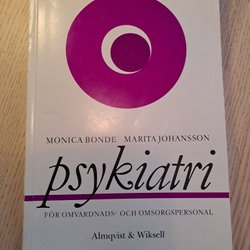 MONICA BONDE MARITA JOHANSSON
psykiatri
FÖR OMVÅRDNADS- OCH OMSORGSPERSONAL
Almqvist & Wiksell